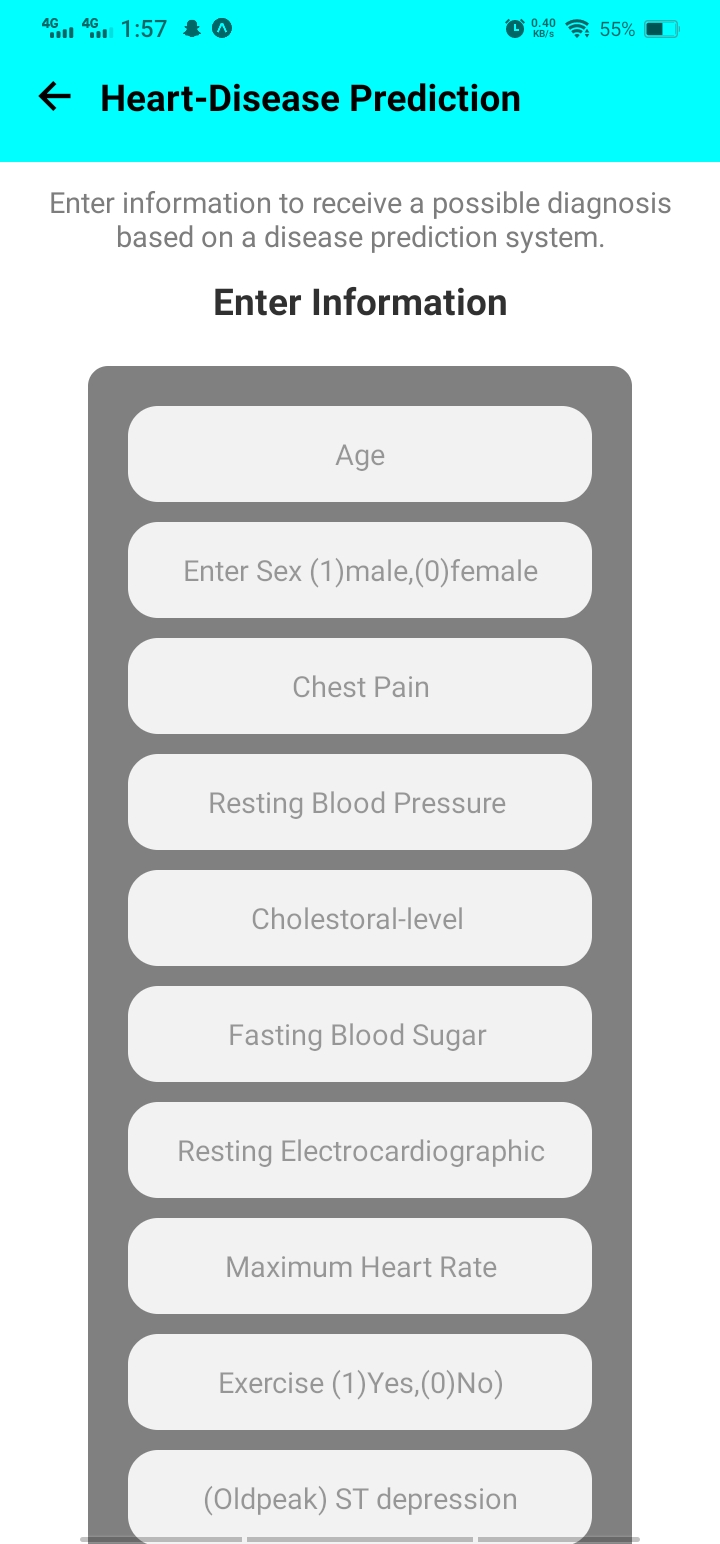 4G 4G 1:57 0.40 KB/s 55%
Heart-Disease Prediction
Enter information to receive a possible diagnosis
based on a disease prediction system.
Enter Information
Age
Enter Sex (1)male,(0)female
Chest Pain
Resting Blood Pressure
Cholestoral-level
Fasting Blood Sugar
Resting Electrocardiographic
Maximum Heart Rate
Exercise (1)Yes,(0)No)
(Oldpeak) ST depression